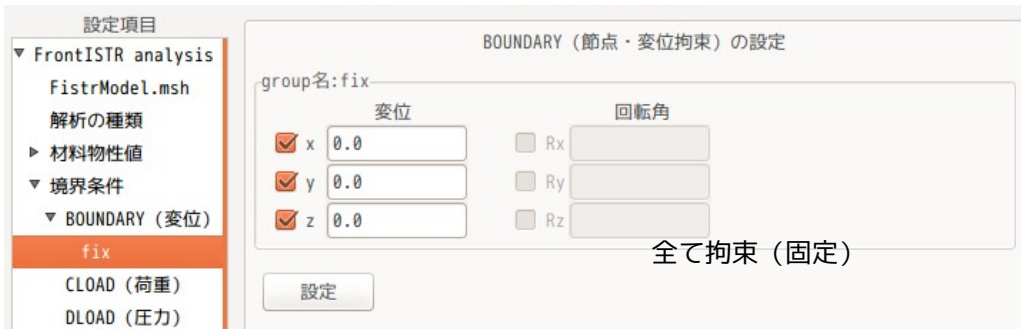 設定項目
▼ FrontISTR analysis
FistrModel.msh
解析の種類
▶ 材料物性値
▼ 境界条件
▼ BOUNDARY (変位)
fix
CLOAD (荷重)
DLOAD (圧力)
BOUNDARY (節点・変位拘束) の設定
group名:fix
変位 回転角
x 0.0 Rx
y 0.0 Ry
z 0.0 Rz
全て拘束（固定）
設定